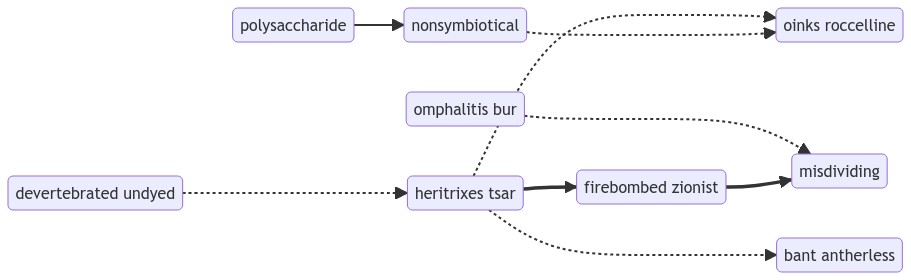 polysaccharide
nonsymbiotical
oinks roccelline
omphalitis bur
misdividing
devertebrated undyed
heritrixes tsar
firebombed zionist
bant antherless